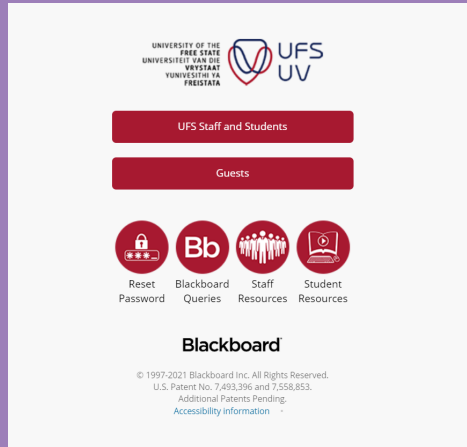 UNIVERSITY OF THE
FREE STATE
UNIVERSITEIT VAN DIE
VRYSTAAT
YUNIVESITHI YA
FREISTATA
UFS
UV
UFS Staff and Students
Guests
***_
Bb
Reset
Password
Blackboard
Queries
Staff
Resources
Student
Resources
Blackboard
© 1997-2021 Blackboard Inc. All Rights Reserved.
U.S. Patent No. 7,493,396 and 7,558,853.
Additional Patents Pending.
Accessibility information